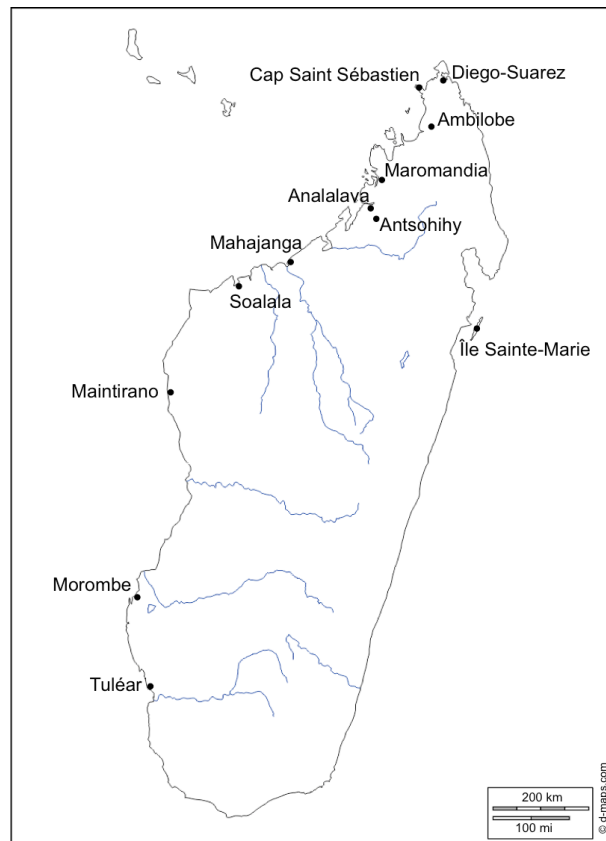 Cap Saint Sébastien
Diego-Suarez
Ambilobe
Maromandia
Analalava
Antsohihy
Mahajanga
Soalala
Île Sainte-Marie
Maintirano
Morombe
Tuléar
200 km
100 mi
© d-maps.com